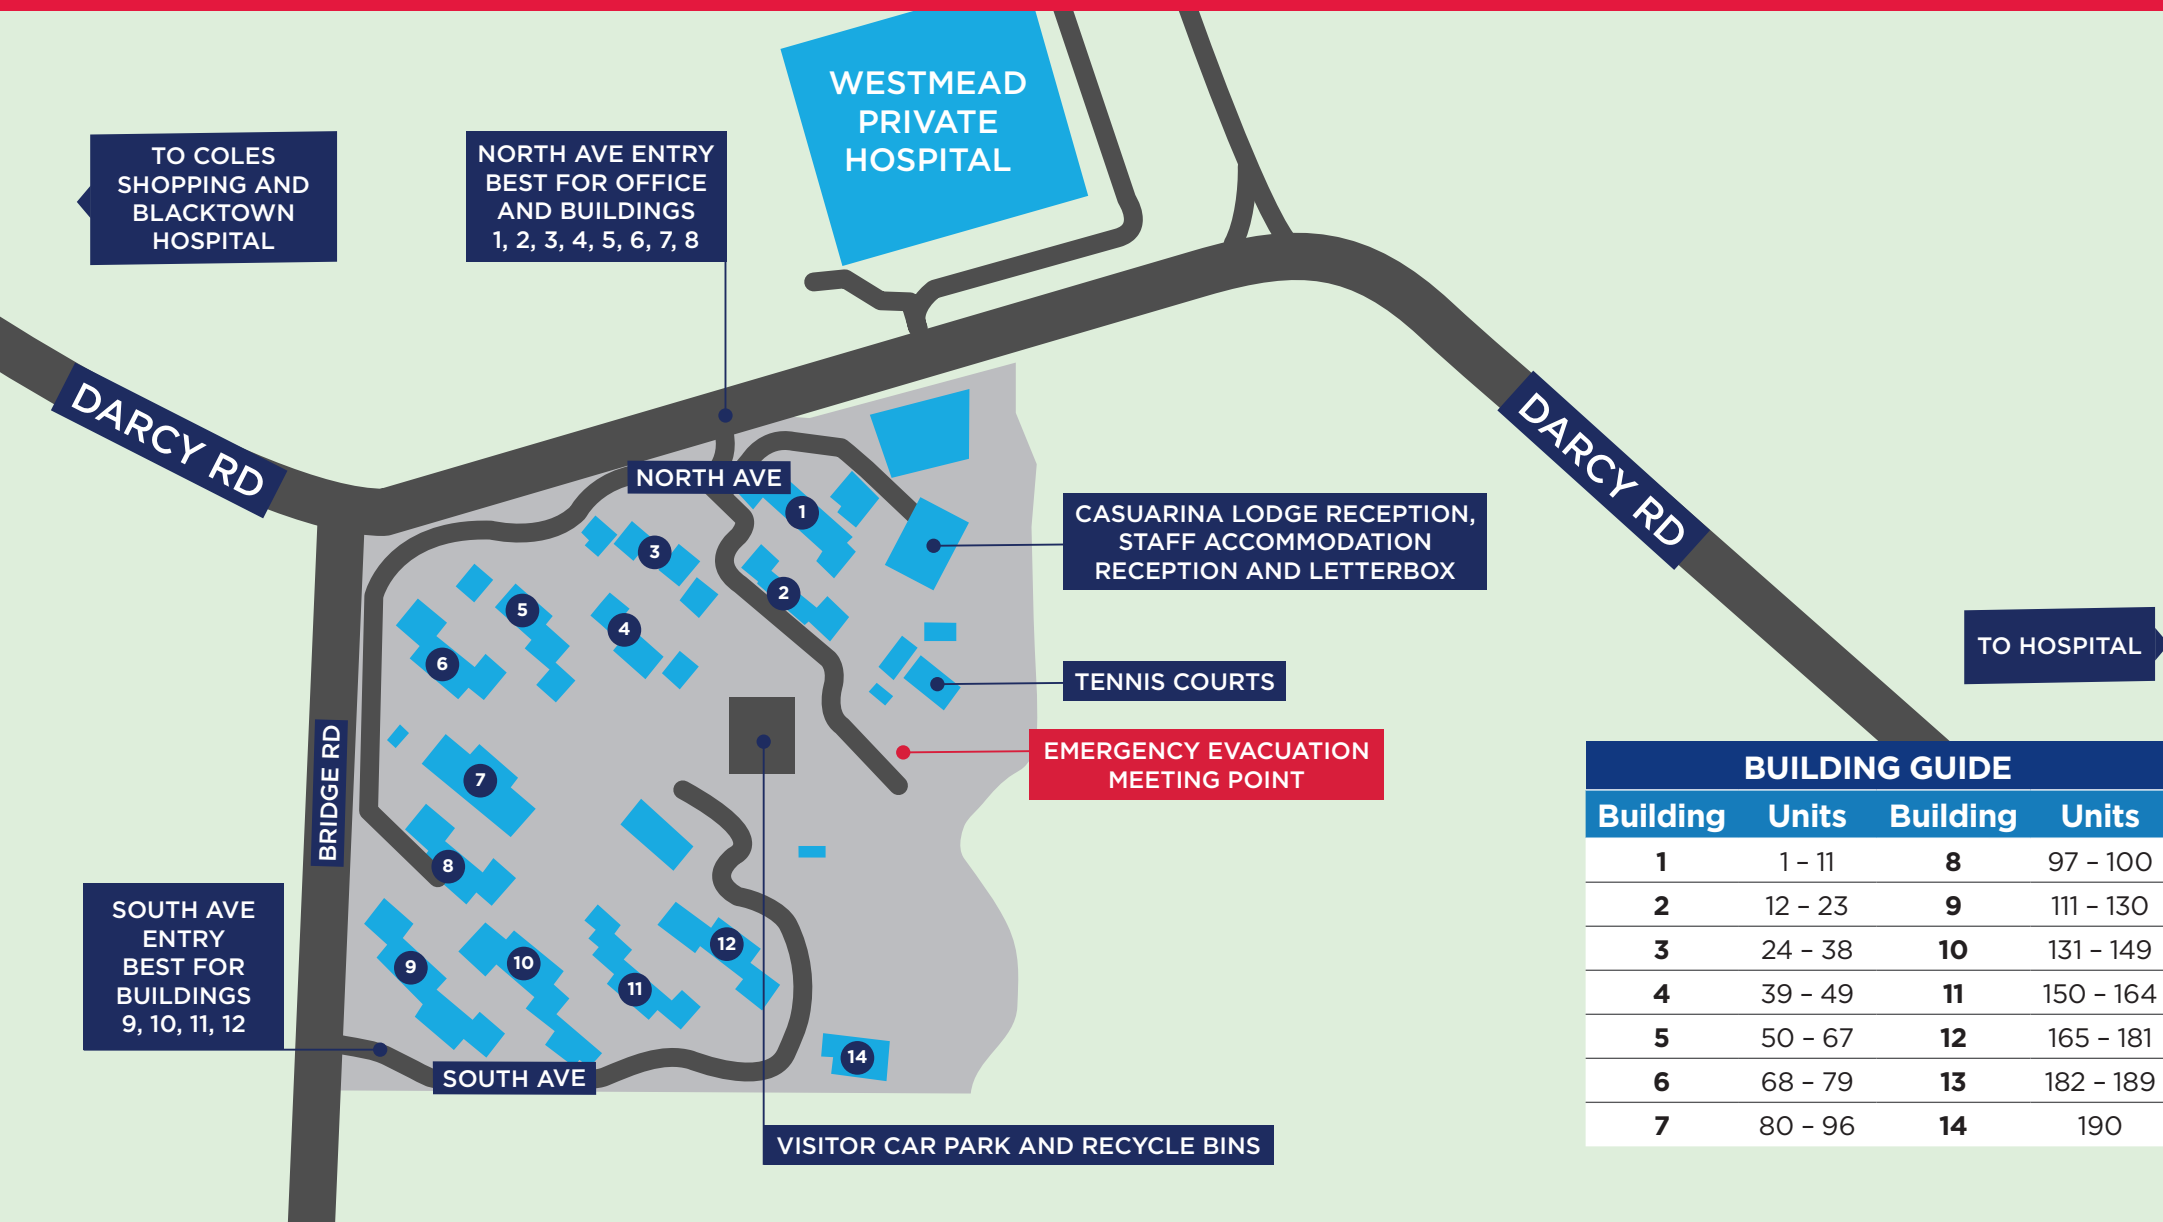 WESTMEAD
PRIVATE
HOSPITAL
TO COLES
SHOPPING AND
BLACKTOWN
HOSPITAL
NORTH AVE ENTRY
BEST FOR OFFICE
AND BUILDINGS
1, 2, 3, 4, 5, 6, 7, 8
DARCY RD
DARCY RD
NORTH AVE
1
CASUARINA LODGE RECEPTION,
STAFF ACCOMMODATION
RECEPTION AND LETTERBOX
3
2
5
4
6
TO HOSPITAL
TENNIS COURTS
EMERGENCY EVACUATION
MEETING POINT
BRIDGE RD
7
8
SOUTH AVE
ENTRY
BEST FOR
BUILDINGS
9, 10, 11, 12
9
10
11
12
14
SOUTH AVE
VISITOR CAR PARK AND RECYCLE BINS
BUILDING GUIDE
Building Units Building Units
1 1 – 11 8 97 – 100
2 12 – 23 9 111 – 130
3 24 – 38 10 131 – 149
4 39 – 49 11 150 – 164
5 50 – 67 12 165 – 181
6 68 – 79 13 182 – 189
7 80 – 96 14 190